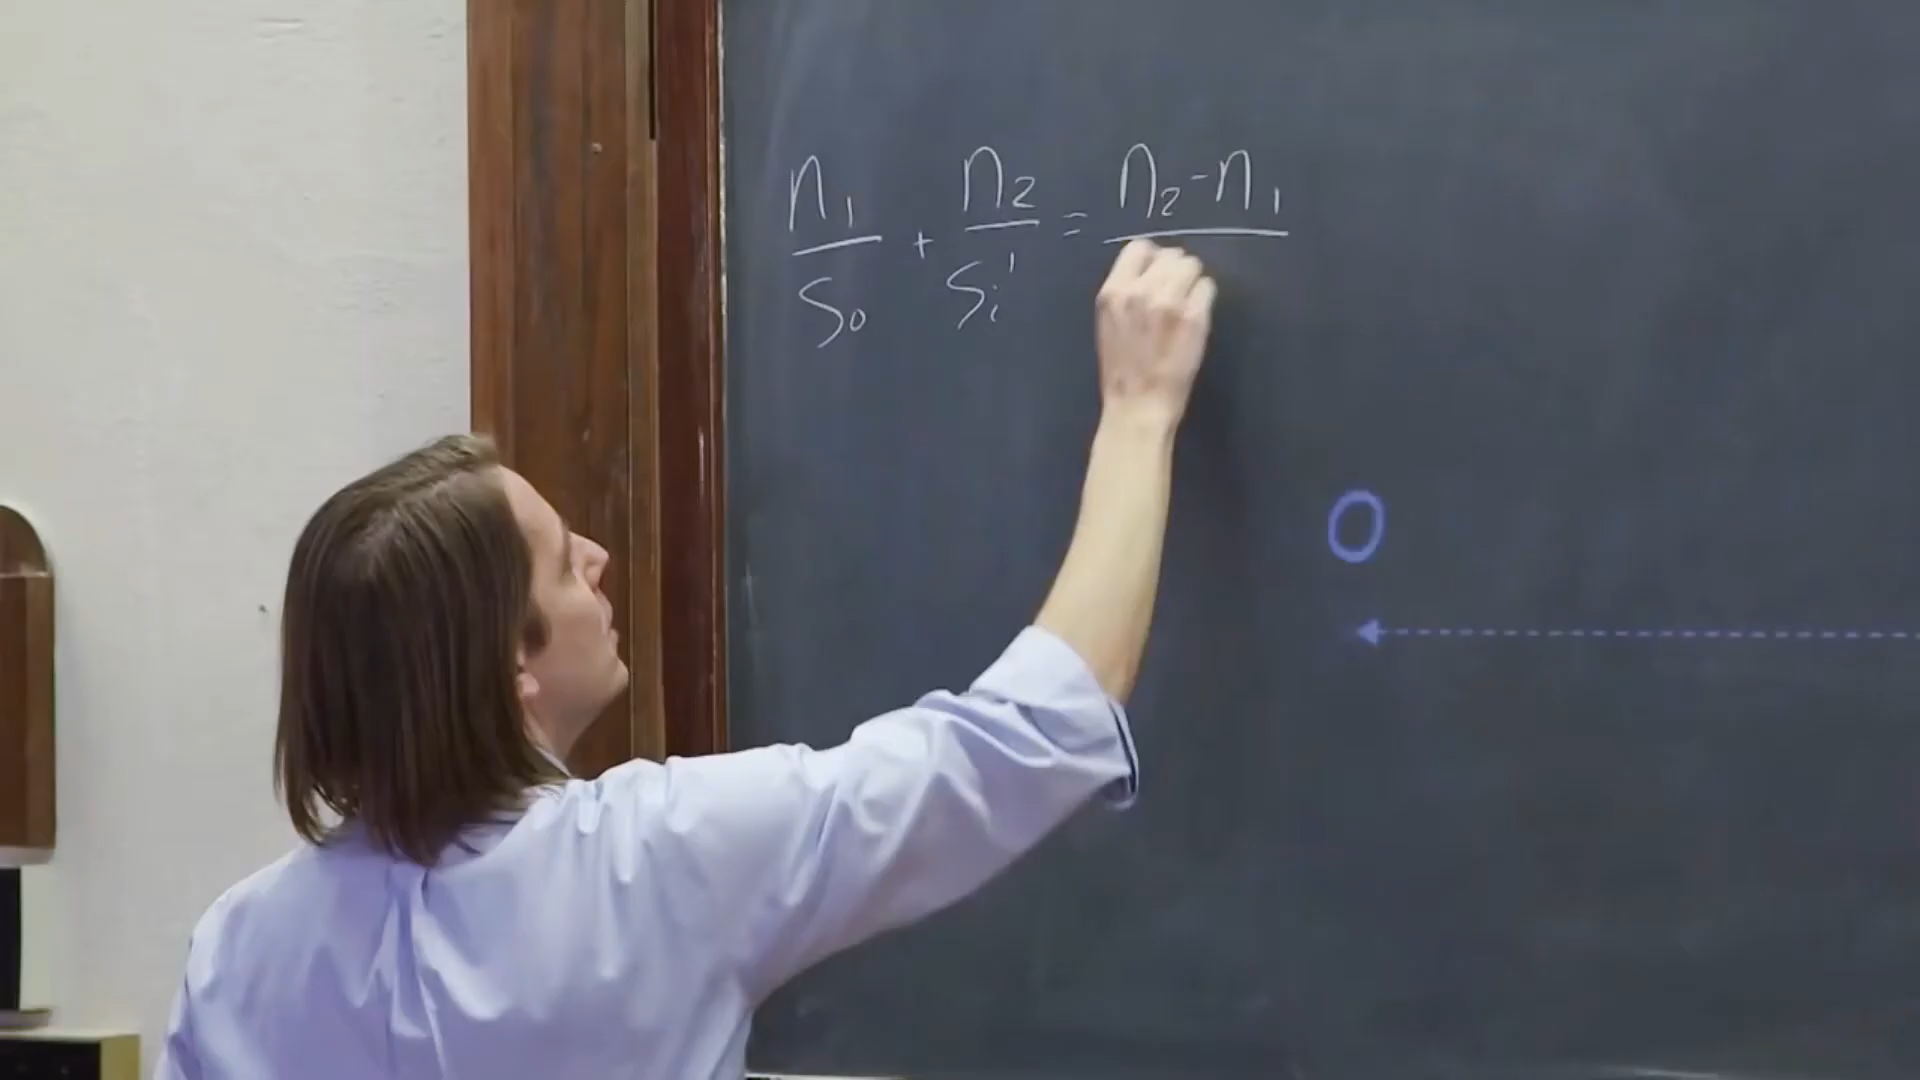 n₁/S₀ + n₂/Sᵢ' = n₂-n₁/
O